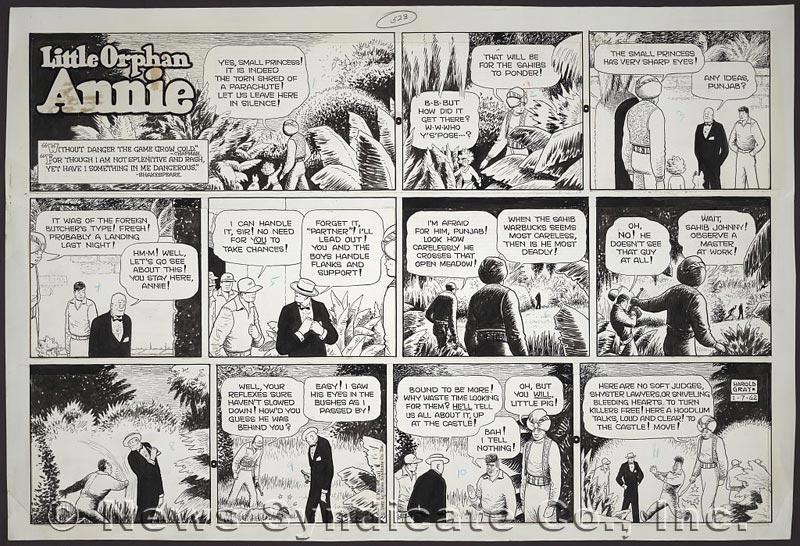 523
Little Orphan
Annie
"WITHOUT DANGER THE GAME GROW COLD."
-CHAPMAN.
"FOR THOUGH I AM NOT SPLENITIVE AND RASH,
YET HAVE I SOMETHING IN ME DANGEROUS."
-SHAKESPEARE.
YES, SMALL PRINCESS!
IT IS INDEED
THE TORN SHRED OF
A PARACHUTE!
LET US LEAVE HERE
IN SILENCE!
THAT WILL BE
FOR THE SAHIBS
TO PONDER!
B-B-BUT
HOW DID IT
GET THERE?
W-W-WHO
Y'S'POSE--?
THE SMALL PRINCESS
HAS VERY SHARP EYES!
ANY IDEAS,
PUNJAB?
IT WAS OF THE FOREIGN
BUTCHER'S TYPE! FRESH!
PROBABLY A LANDING
LAST NIGHT!
HM-M! WELL,
LET'S GO SEE
ABOUT THIS!
YOU STAY HERE,
ANNIE!
4
I CAN HANDLE
IT, SIR! NO NEED
FOR YOU TO
TAKE CHANCES!
FORGET IT,
"PARTNER"! I'LL
LEAD OUT!
YOU AND THE
BOYS HANDLE
FLANKS AND
SUPPORT!
5
I'M AFRAID
FOR HIM, PUNJAB!
LOOK HOW
CARELESSLY HE
CROSSES THAT
OPEN MEADOW!
WHEN THE SAHIB
WARBUCKS SEEMS
MOST CARELESS,
THEN IS HE MOST
DEADLY!
OH,
NO! HE
DOESN'T SEE
THAT GUY
AT ALL!
WAIT,
SAHIB JOHNNY!
OBSERVE A
MASTER
AT WORK!
WELL, YOUR
REFLEXES SURE
HAVEN'T SLOWED
DOWN! HOW'D YOU
GUESS HE WAS
BEHIND YOU?
EASY! I SAW
HIS EYES IN THE
BUSHES AS I
PASSED BY!
9
BOUND TO BE MORE!
WHY WASTE TIME LOOKING
FOR THEM? HE'LL TELL
US ALL ABOUT IT, UP
AT THE CASTLE!
BAH!
I TELL
NOTHING!
OH, BUT
YOU WILL,
LITTLE PIG!
10
HERE ARE NO SOFT JUDGES,
SHYSTER LAWYERS, OR SNIVELING
BLEEDING HEARTS, TO TURN
KILLERS FREE! HERE A HOODLUM
TALKS, LOUD AND CLEAR! TO
THE CASTLE! MOVE!
HAROLD
GRAY
1-7-62
11
© News Syndicate Co., Inc.